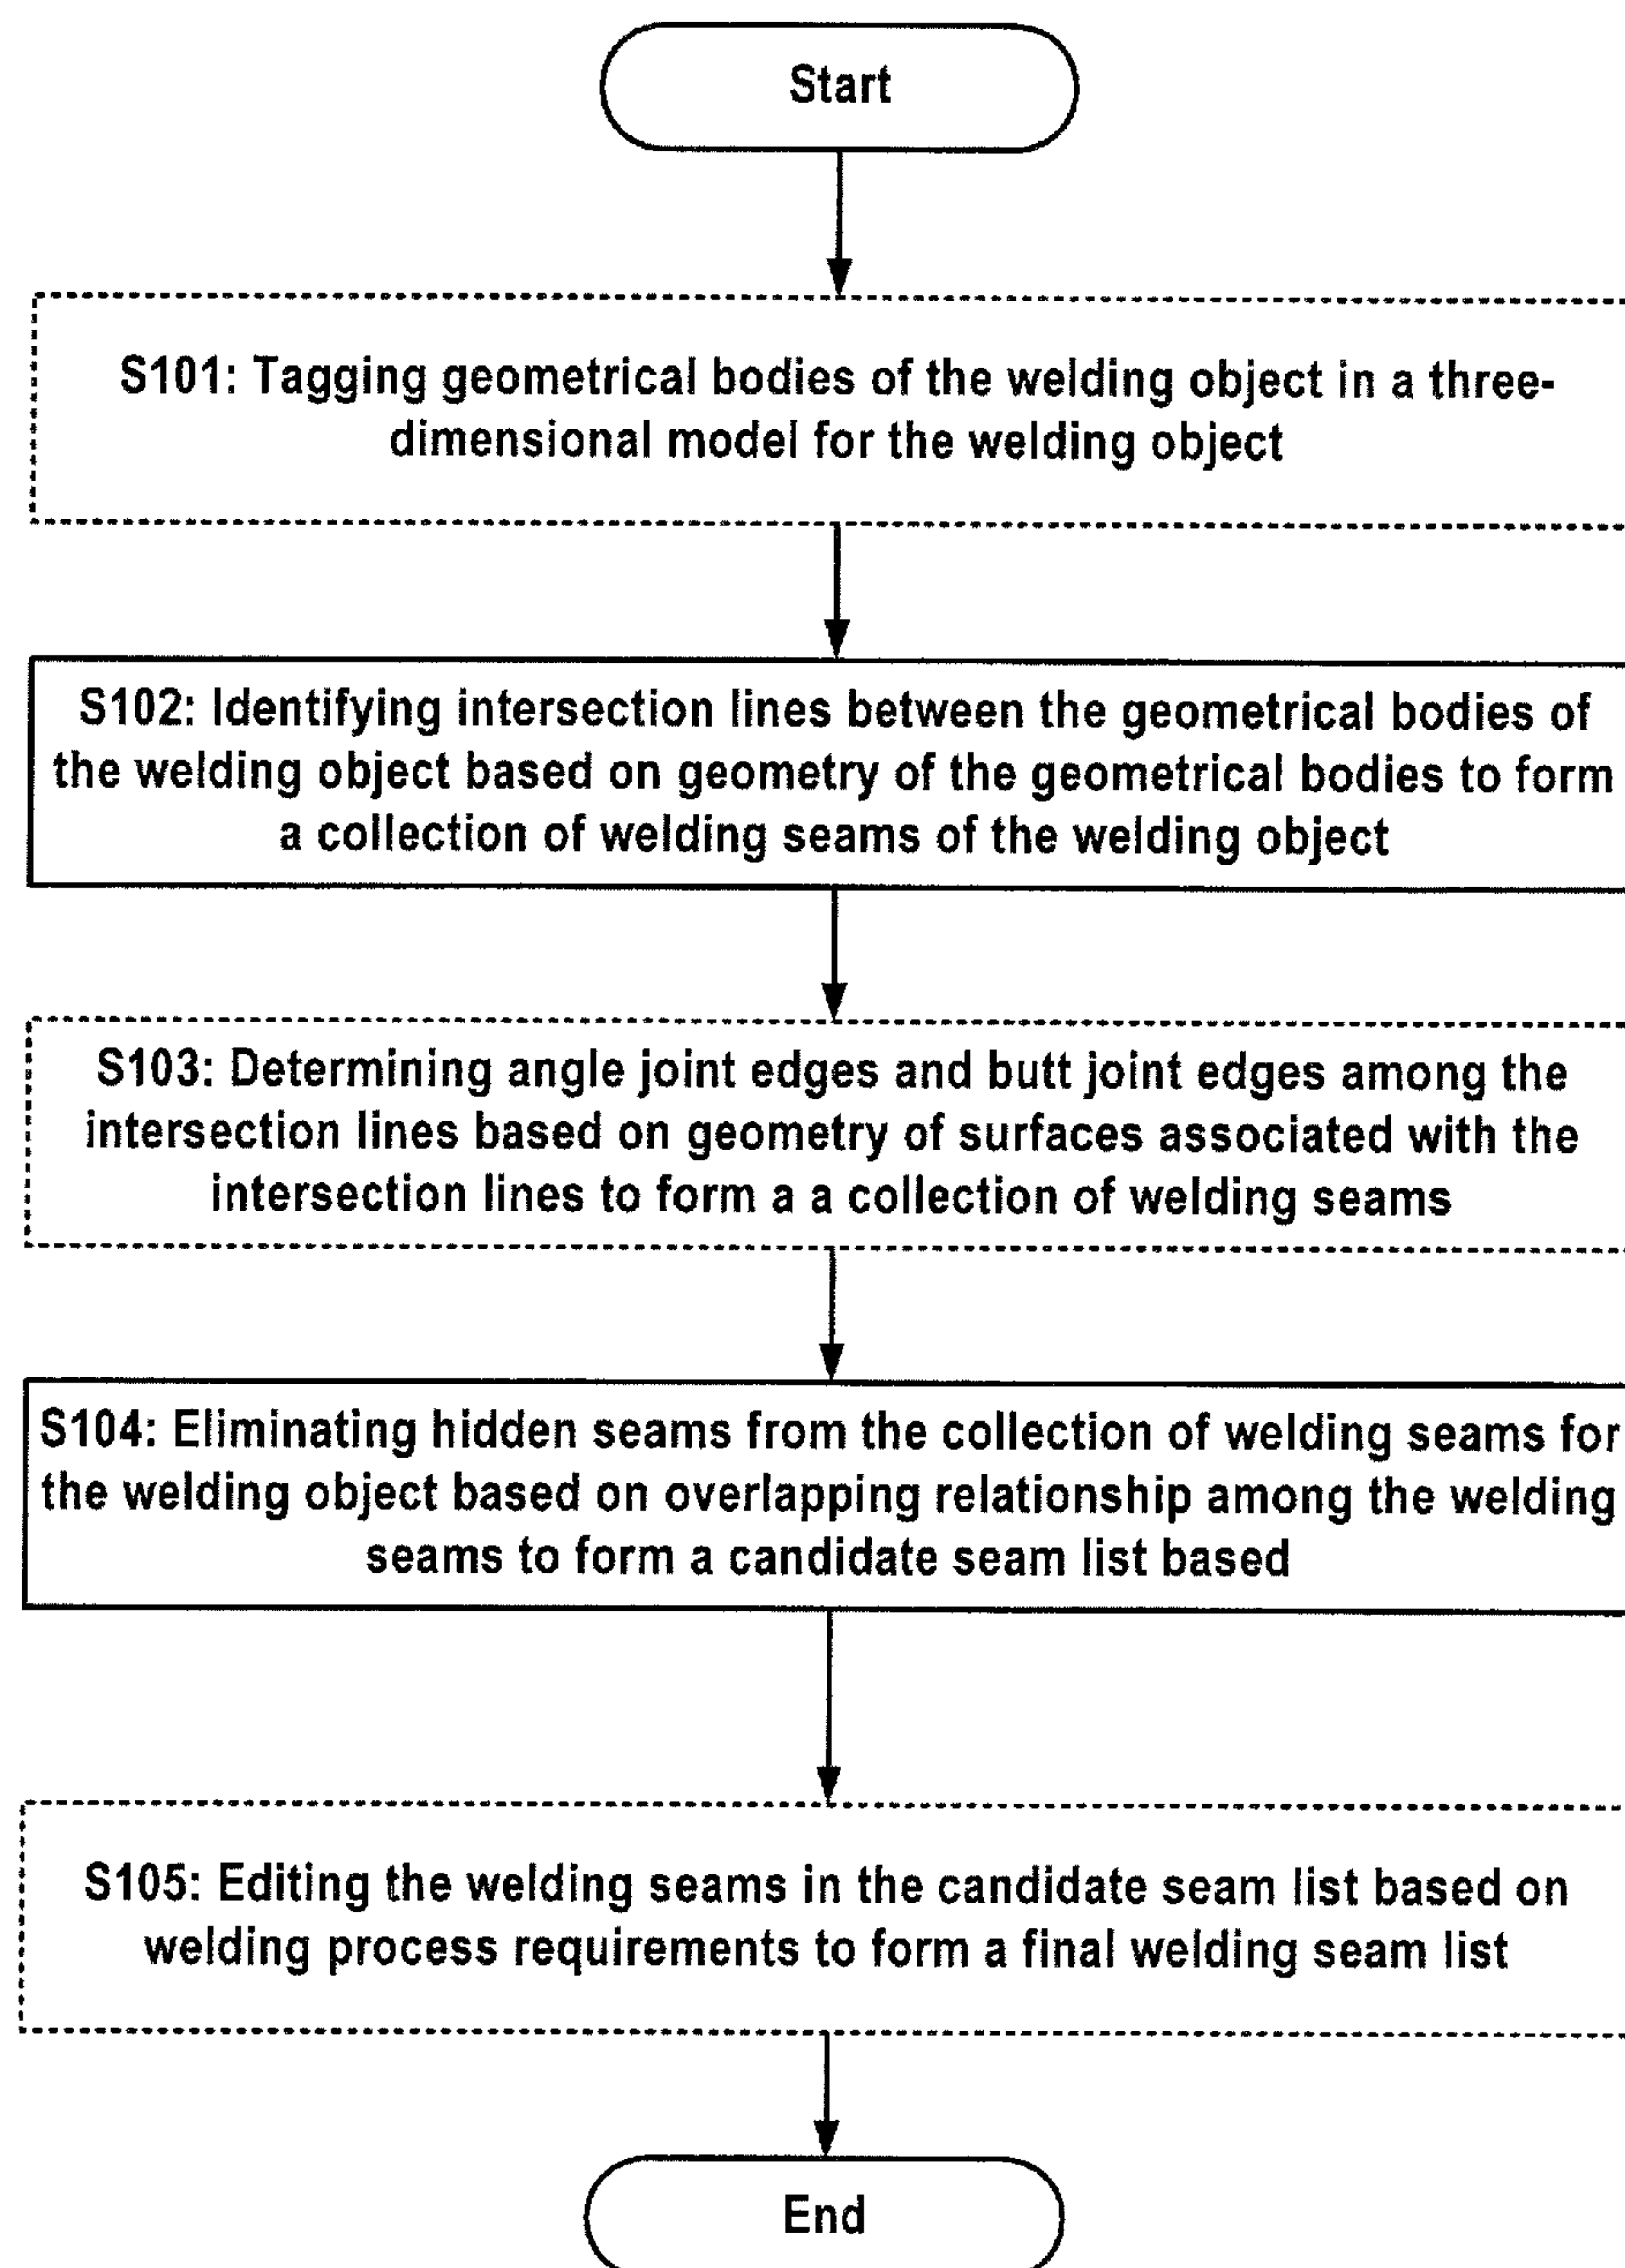 Start
S101: Tagging geometrical bodies of the welding object in a three-
dimensional model for the welding object
S102: Identifying intersection lines between the geometrical bodies of
the welding object based on geometry of the geometrical bodies to form
a collection of welding seams of the welding object
S103: Determining angle joint edges and butt joint edges among the
intersection lines based on geometry of surfaces associated with the
intersection lines to form a a collection of welding seams
S104: Eliminating hidden seams from the collection of welding seams for
the welding object based on overlapping relationship among the welding
seams to form a candidate seam list based
S105: Editing the welding seams in the candidate seam list based on
welding process requirements to form a final welding seam list
End